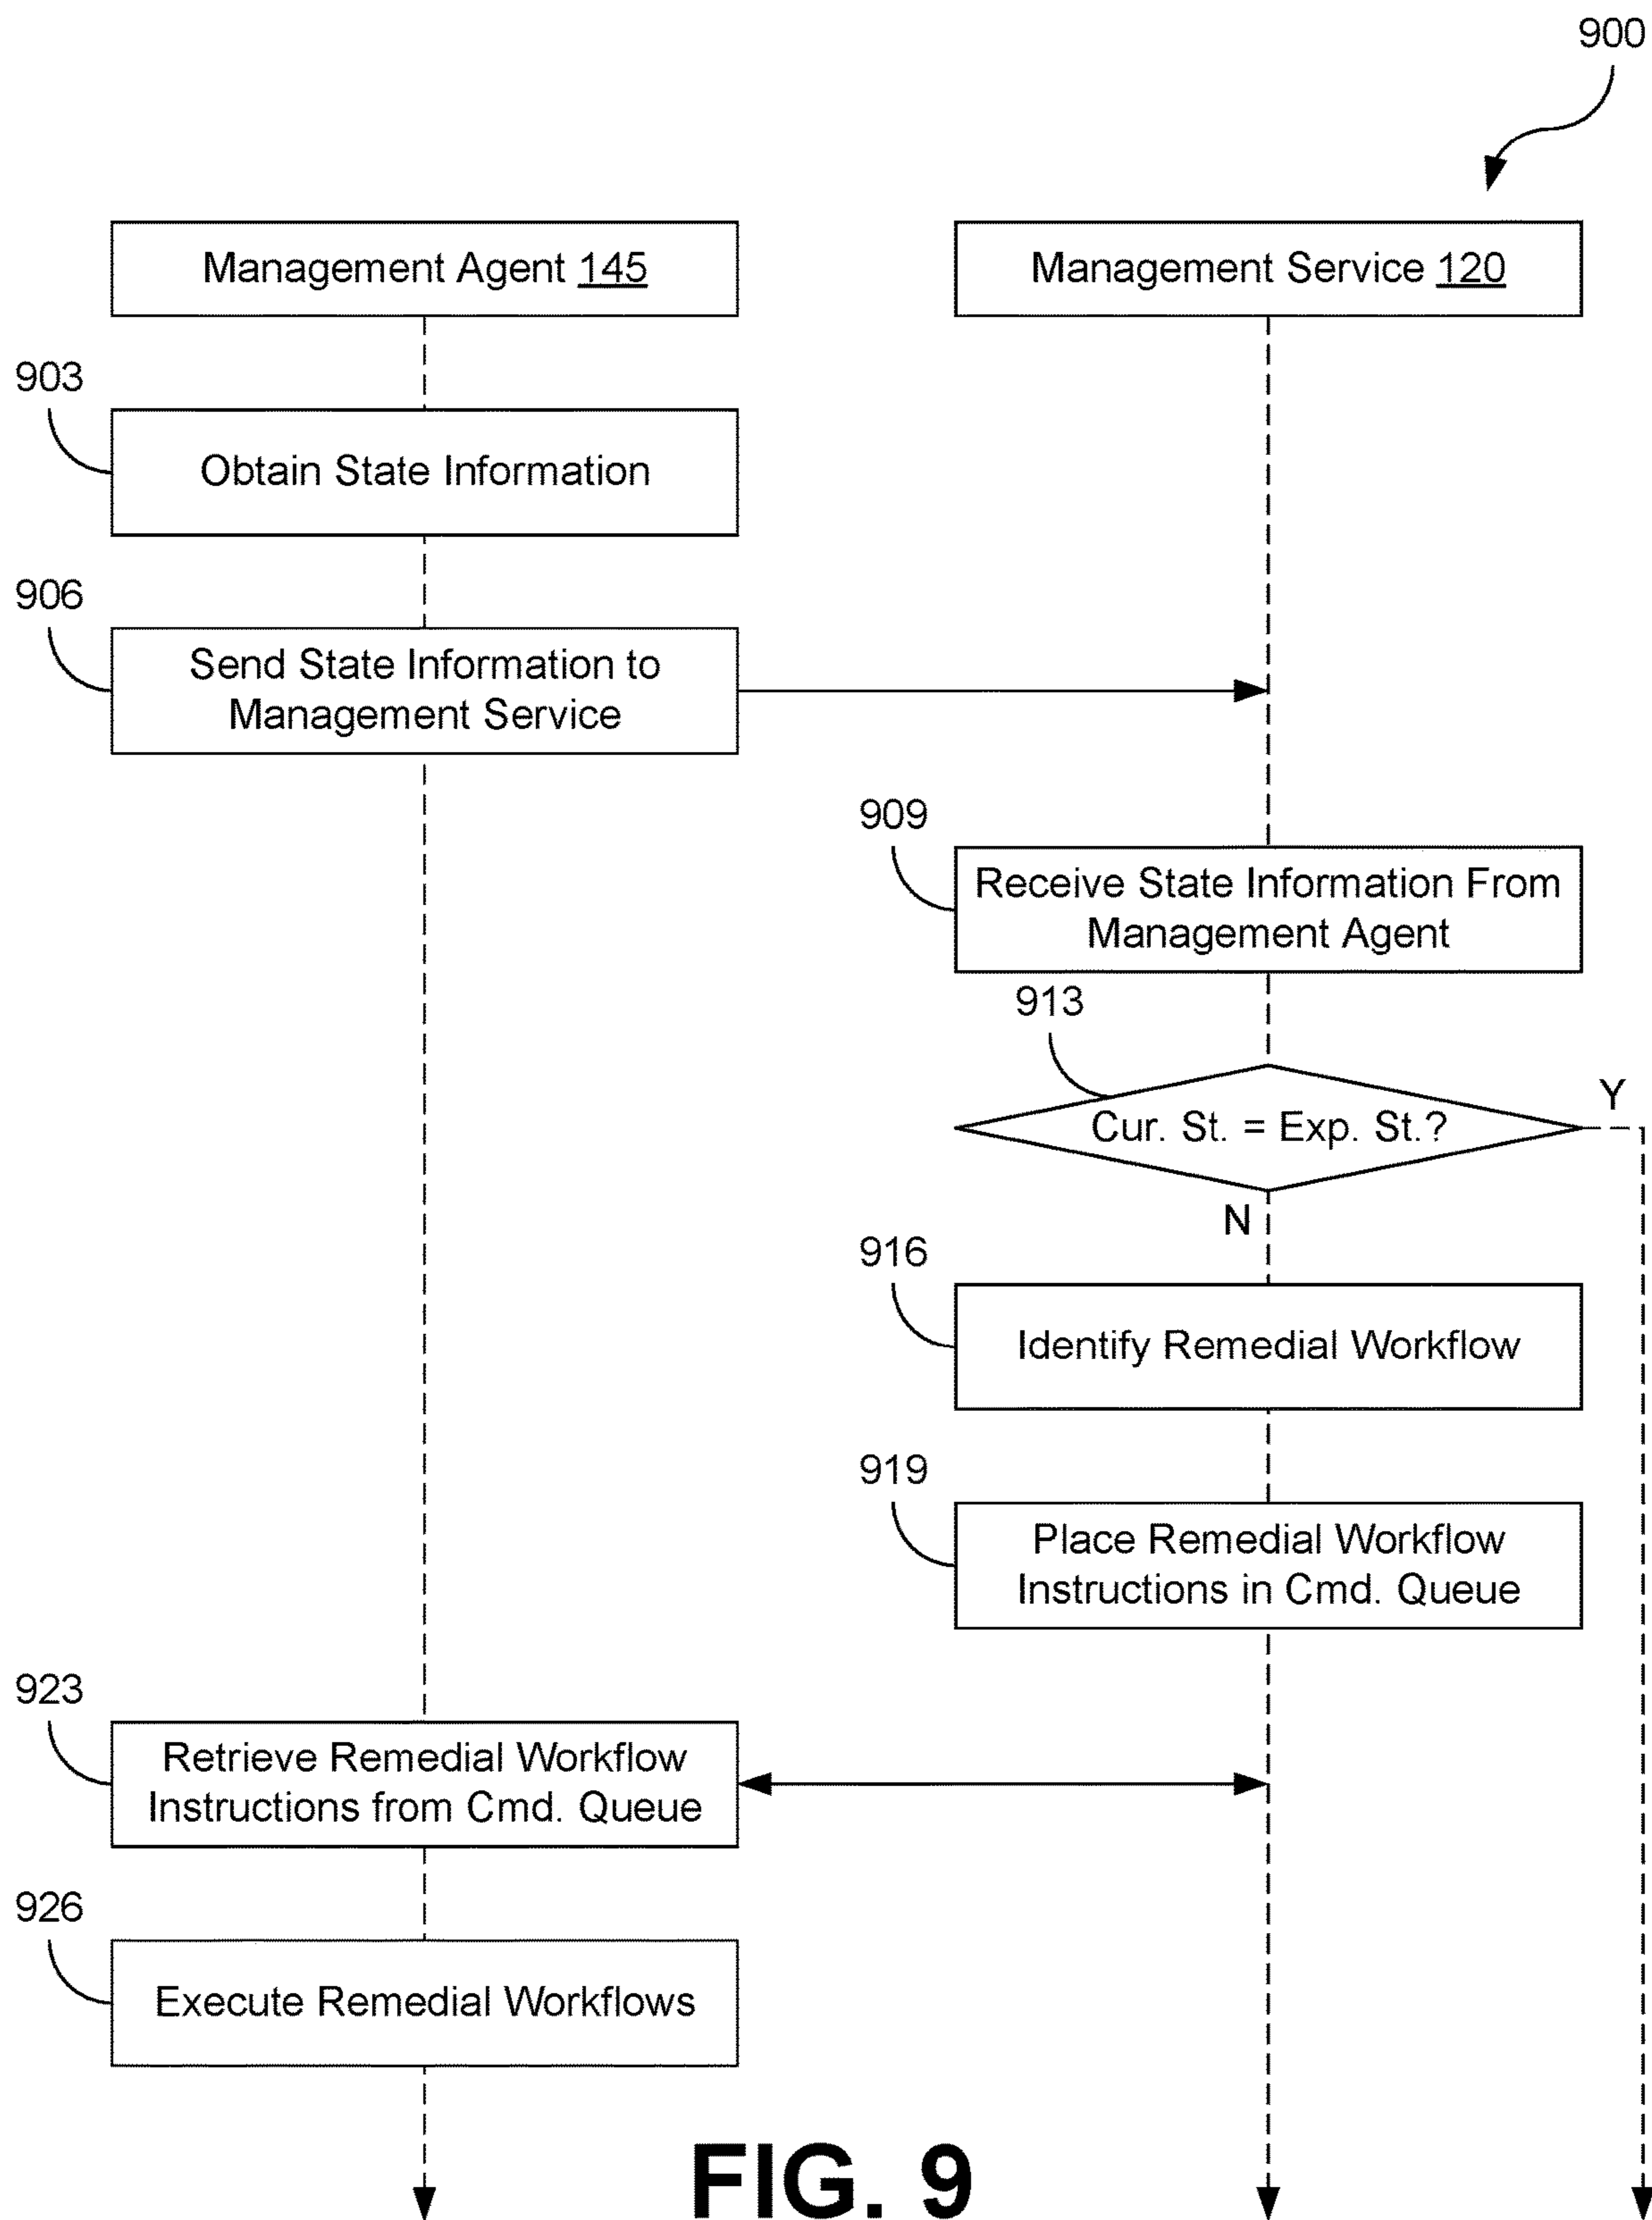 900
Management Agent 145
Management Service 120
903
Obtain State Information
906
Send State Information to
Management Service
909
Receive State Information From
Management Agent
913
Cur. St. = Exp. St.?
Y
N
916
Identify Remedial Workflow
919
Place Remedial Workflow
Instructions in Cmd. Queue
923
Retrieve Remedial Workflow
Instructions from Cmd. Queue
926
Execute Remedial Workflows
FIG. 9